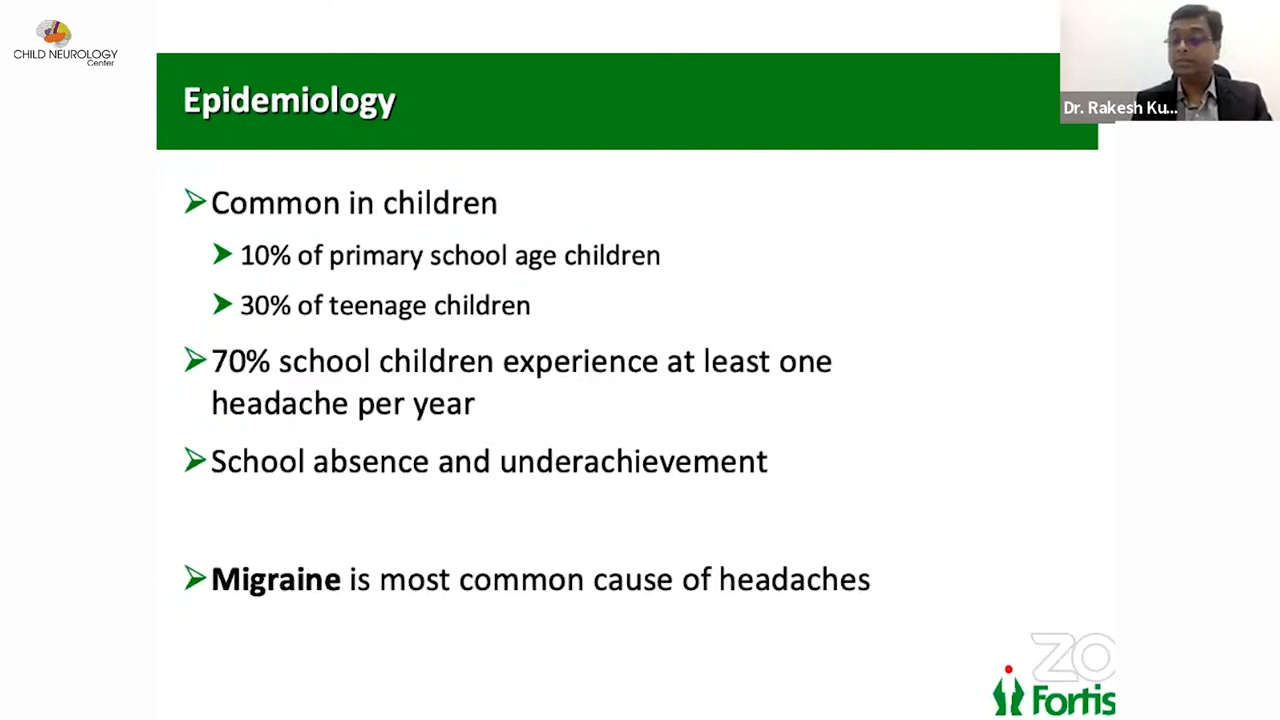 CHILD NEUROLOGY
Center
Dr. Rakesh Ku...
Epidemiology
Common in children
10% of primary school age children
30% of teenage children
70% school children experience at least one
headache per year
School absence and underachievement
Migraine is most common cause of headaches
ZO
Fortis